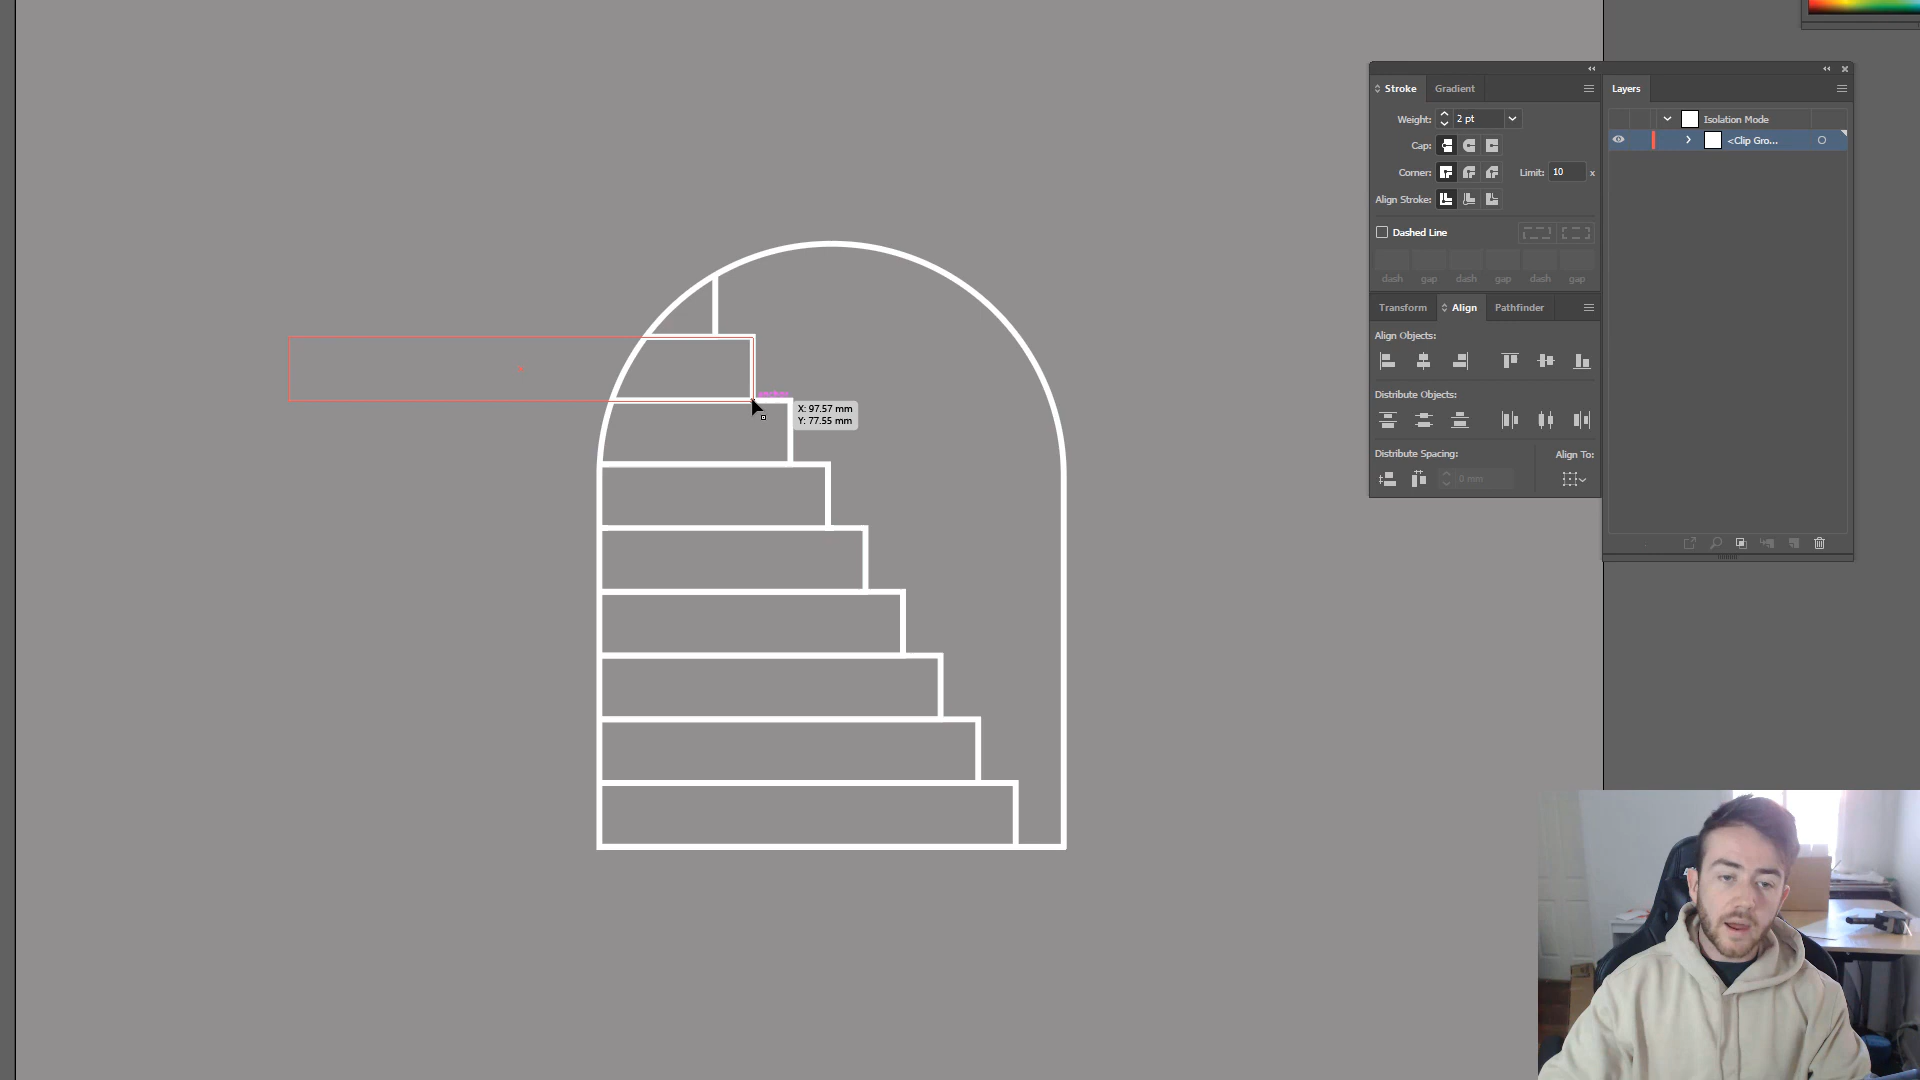 Stroke Gradient
Weight: 2 pt
Cap:
Corner: Limit: 10 x
Align Stroke:
Dashed Line
dash gap dash gap dash gap
Transform Align Pathfinder
Align Objects:
Distribute Objects:
Distribute Spacing: Align To:
0 mm
Layers
Isolation Mode
<Clip Gro...
X: 97.57 mm
Y: 77.55 mm